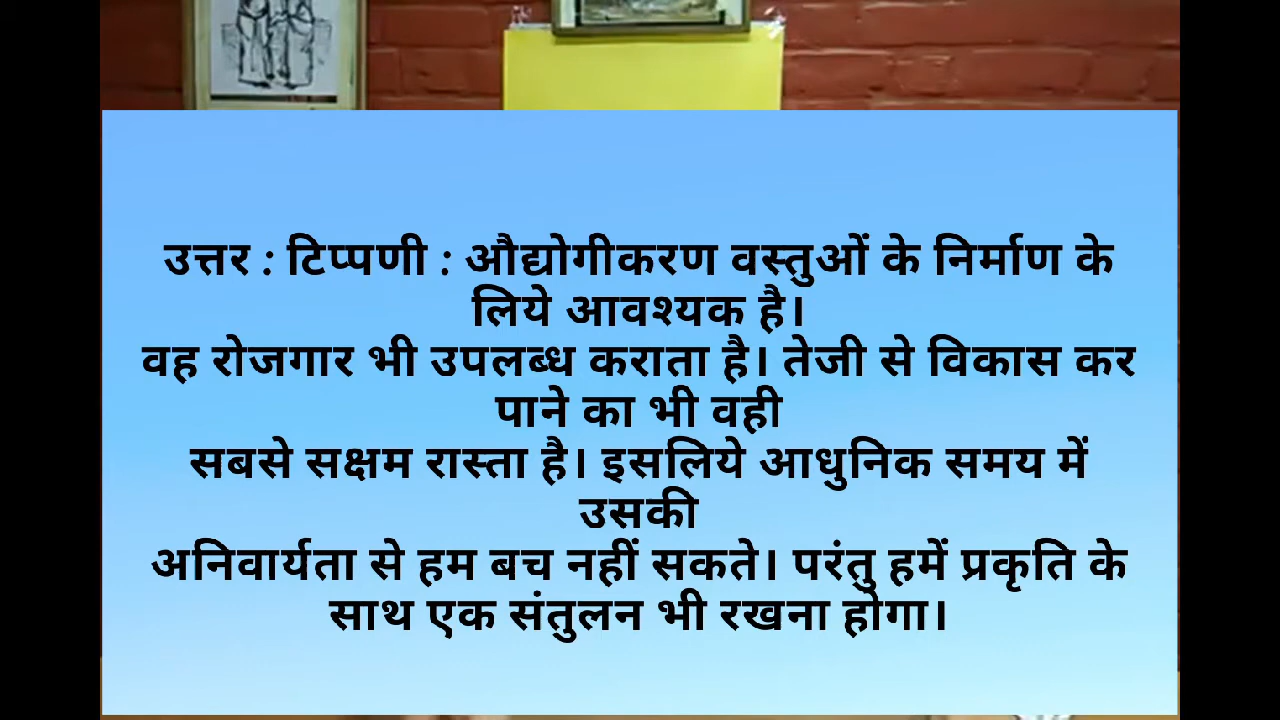 उत्तर : टिप्पणी : औद्योगीकरण वस्तुओं के निर्माण के
लिये आवश्यक है।
वह रोजगार भी उपलब्ध कराता है। तेजी से विकास कर
पाने का भी वही
सबसे सक्षम रास्ता है। इसलिये आधुनिक समय में
उसकी
अनिवार्यता से हम बच नहीं सकते। परंतु हमें प्रकृति के
साथ एक संतुलन भी रखना होगा।